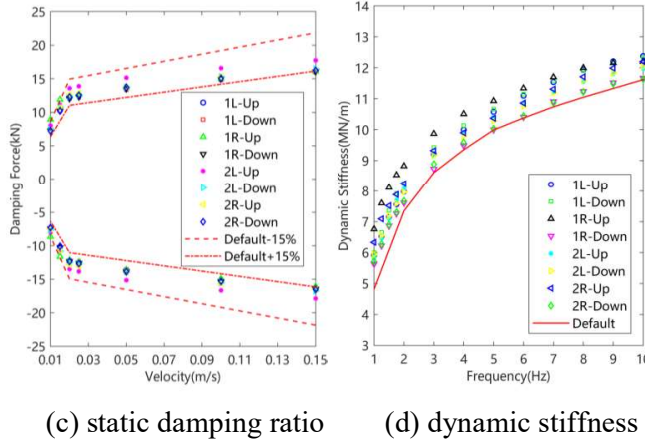 25
20
15
10
5
0
-5
-10
-15
-20
-25
Damping Force(kN)
0.01 0.03 0.05 0.07 0.09 0.11 0.13 0.15
Velocity(m/s)
1L-Up
1L-Down
1R-Up
1R-Down
2L-Up
2L-Down
2R-Up
2R-Down
Default-15%
Default+15%
(c) static damping ratio
14
13
12
11
10
9
8
7
6
5
4
3
Dynamic Stiffness(MN/m)
1 2 3 4 5 6 7 8 9 10
Frequency(Hz)
1L-Up
1L-Down
1R-Up
1R-Down
2L-Up
2L-Down
2R-Up
2R-Down
Default
(d) dynamic stiffness